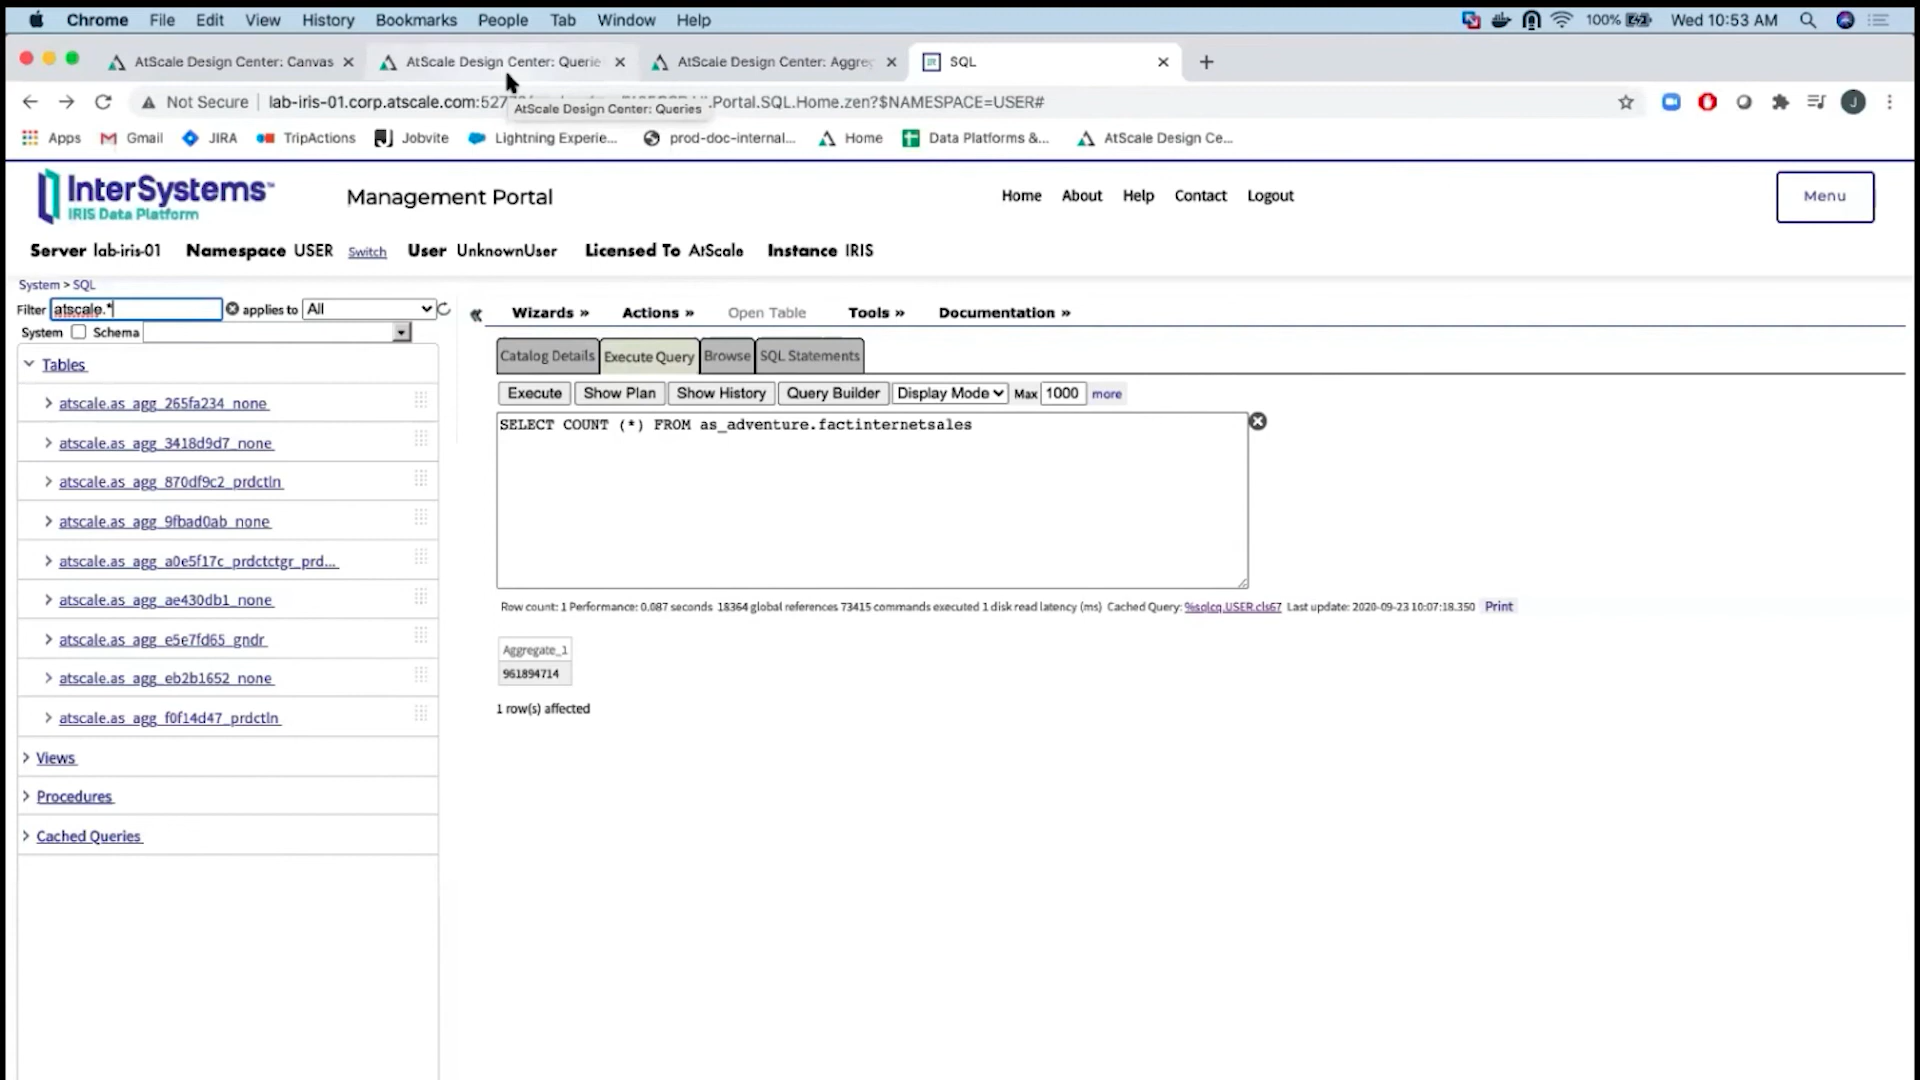 Chrome File Edit View History Bookmarks People Tab Window Help 100% Wed 10:53 AM
AtScale Design Center: Canvas AtScale Design Center: Querie AtScale Design Center: Aggre SQL
Not Secure lab-iris-01.corp.atscale.com:527 .Portal.SQL.Home.zen?$NAMESPACE=USER# J
AtScale Design Center: Queries
Apps Gmail JIRA TripActions Jobvite Lightning Experie... prod-doc-internal... Home Data Platforms &... AtScale Design Ce...
InterSystems™
IRIS Data Platform
Management Portal Home About Help Contact Logout Menu
Server lab-iris-01 Namespace USER Switch User UnknownUser Licensed To AtScale Instance IRIS
System > SQL
Filter atscale.* applies to All
System Schema
Wizards » Actions » Open Table Tools » Documentation »
Catalog Details Execute Query Browse SQL Statements
Execute Show Plan Show History Query Builder Display Mode Max 1000 more
SELECT COUNT (*) FROM as_adventure.factinternetsales
Row count: 1 Performance: 0.087 seconds 18364 global references 73415 commands executed 1 disk read latency (ms) Cached Query: %sqlcq.USER.cls67 Last update: 2020-09-23 10:07:18.350 Print
Aggregate_1
961894714
1 row(s) affected
Tables
atscale.as_agg_265fa234_none
atscale.as_agg_3418d9d7_none
atscale.as_agg_870df9c2_prdctln
atscale.as_agg_9fbad0ab_none
atscale.as_agg_a0e5f17c_prdctctgr_prd...
atscale.as_agg_ae430db1_none
atscale.as_agg_e5e7fd65_gndr
atscale.as_agg_eb2b1652_none
atscale.as_agg_f0f14d47_prdctln
Views
Procedures
Cached Queries